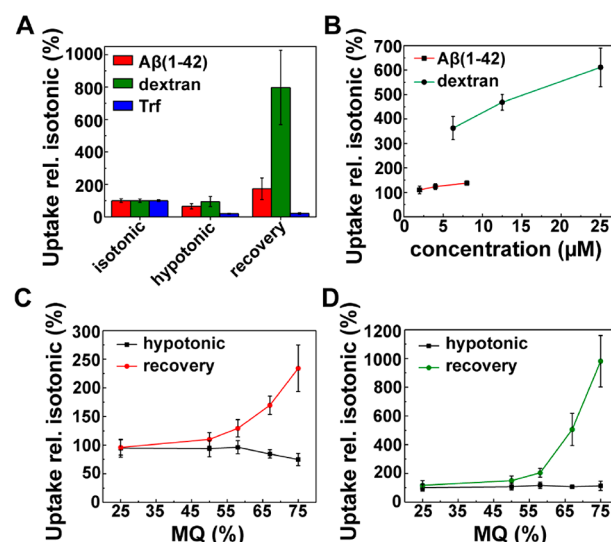 A
Uptake rel. isotonic (%)
1000
800
600
400
200
0
Aβ(1-42)
dextran
Trf
isotonic
hypotonic
recovery
B
Uptake rel. isotonic (%)
700
600
500
400
300
200
100
0
Aβ(1-42)
dextran
0 5 10 15 20 25
concentration (µM)
C
Uptake rel. isotonic (%)
300
250
200
150
100
50
0
hypotonic
recovery
25 35 45 55 65 75
MQ (%)
D
Uptake rel. isotonic (%)
1200
1000
800
600
400
200
0
hypotonic
recovery
25 35 45 55 65 75
MQ (%)